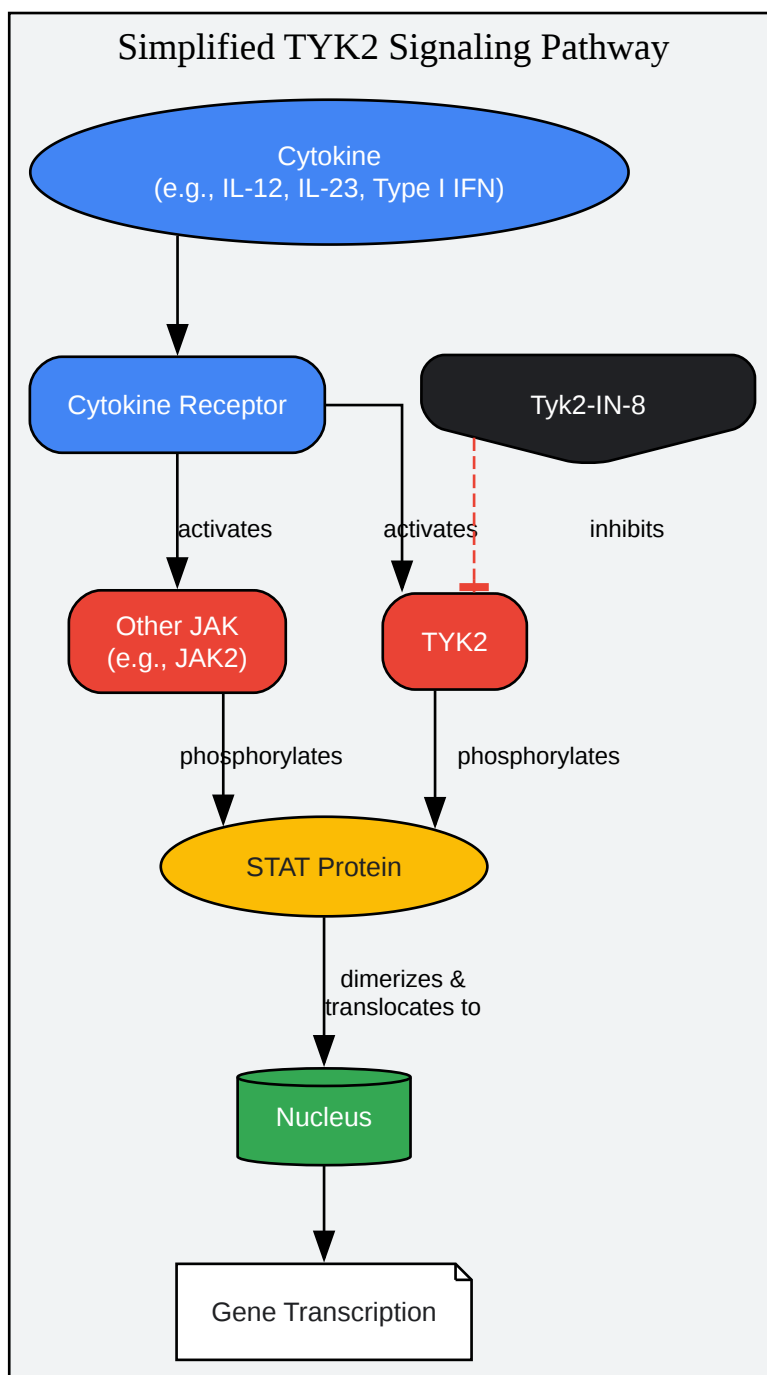 Simplified TYK2 Signaling Pathway
Cytokine
(e.g., IL-12, IL-23, Type I IFN)
Cytokine Receptor
Tyk2-IN-8
activates
activates
inhibits
Other JAK
(e.g., JAK2)
TYK2
phosphorylates
phosphorylates
STAT Protein
dimerizes &
translocates to
Nucleus
Gene Transcription